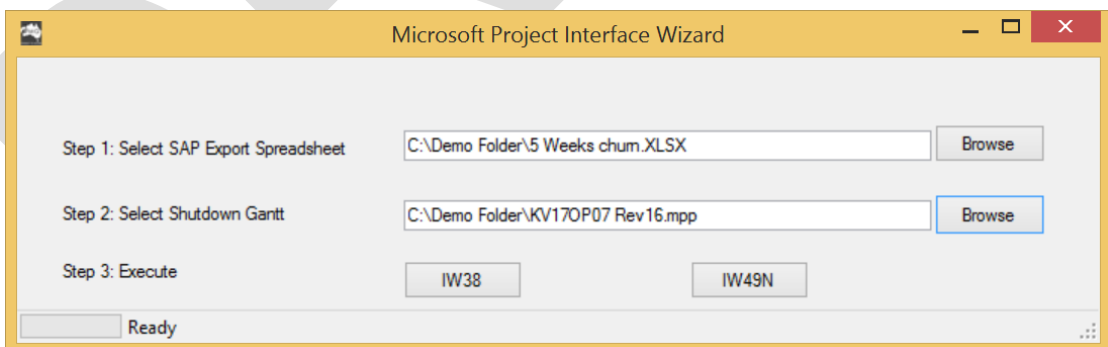 Microsoft Project Interface Wizard
Step 1: Select SAP Export Spreadsheet C:\Demo Folder\5 Weeks churn.XLSX Browse
Step 2: Select Shutdown Gantt C:\Demo Folder\KV17OP07 Rev16.mpp Browse
Step 3: Execute IW38 IW49N
Ready